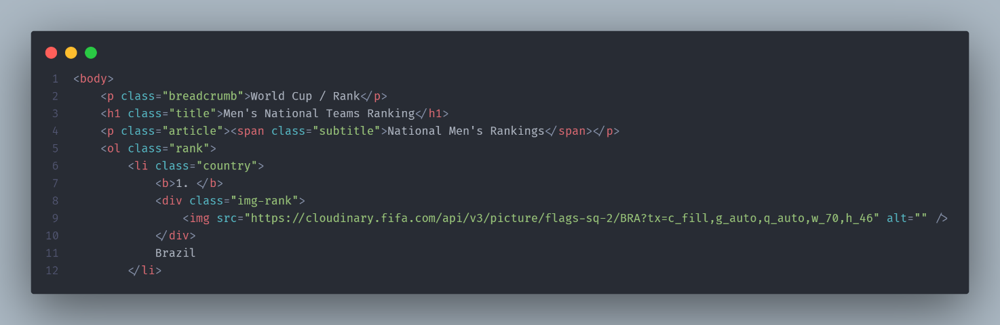 1 <body>
2     <p class="breadcrumb">World Cup / Rank</p>
3     <h1 class="title">Men's National Teams Ranking</h1>
4     <p class="article"><span class="subtitle">National Men's Rankings</span></p>
5     <ol class="rank">
6         <li class="country">
7             <b>1. </b>
8             <div class="img-rank">
9                 <img src="https://cloudinary.fifa.com/api/v3/picture/flags-sq-2/BRA?tx=c_fill,g_auto,q_auto,w_70,h_46" alt="" />
10             </div>
11             Brazil
12         </li>